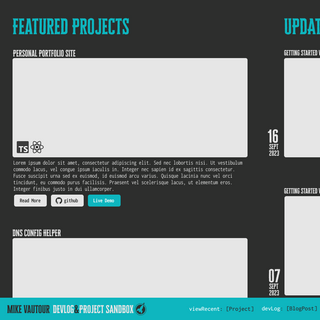 FEATURED PROJECTS
PERSONAL PORTFOLIO SITE
TS
Lorem ipsum dolor sit amet, consectetur adipiscing elit. Sed nec lobortis nisi. Ut vestibulum
commodo lacus, vel congue ipsum iaculis in. Integer nec sapien id ex sagittis consectetur.
Fusce suscipit urna sed ex euismod, id euismod arcu varius. Quisque lacinia nunc vel orci
tincidunt, eu commodo purus facilisis. Praesent vel scelerisque lacus, ut elementum eros.
Integer finibus justo in dui ullamcorper.
Read More
github
Live Demo
DNS CONFIG HELPER
UPDAT
GETTING STARTED
16
SEPT
2023
GETTING STARTED
07
SEPT
2023
MIKE VAUTOUR DEVLOG & PROJECT SANDBOX
viewRecent: [Project] devLog: [BlogPost]